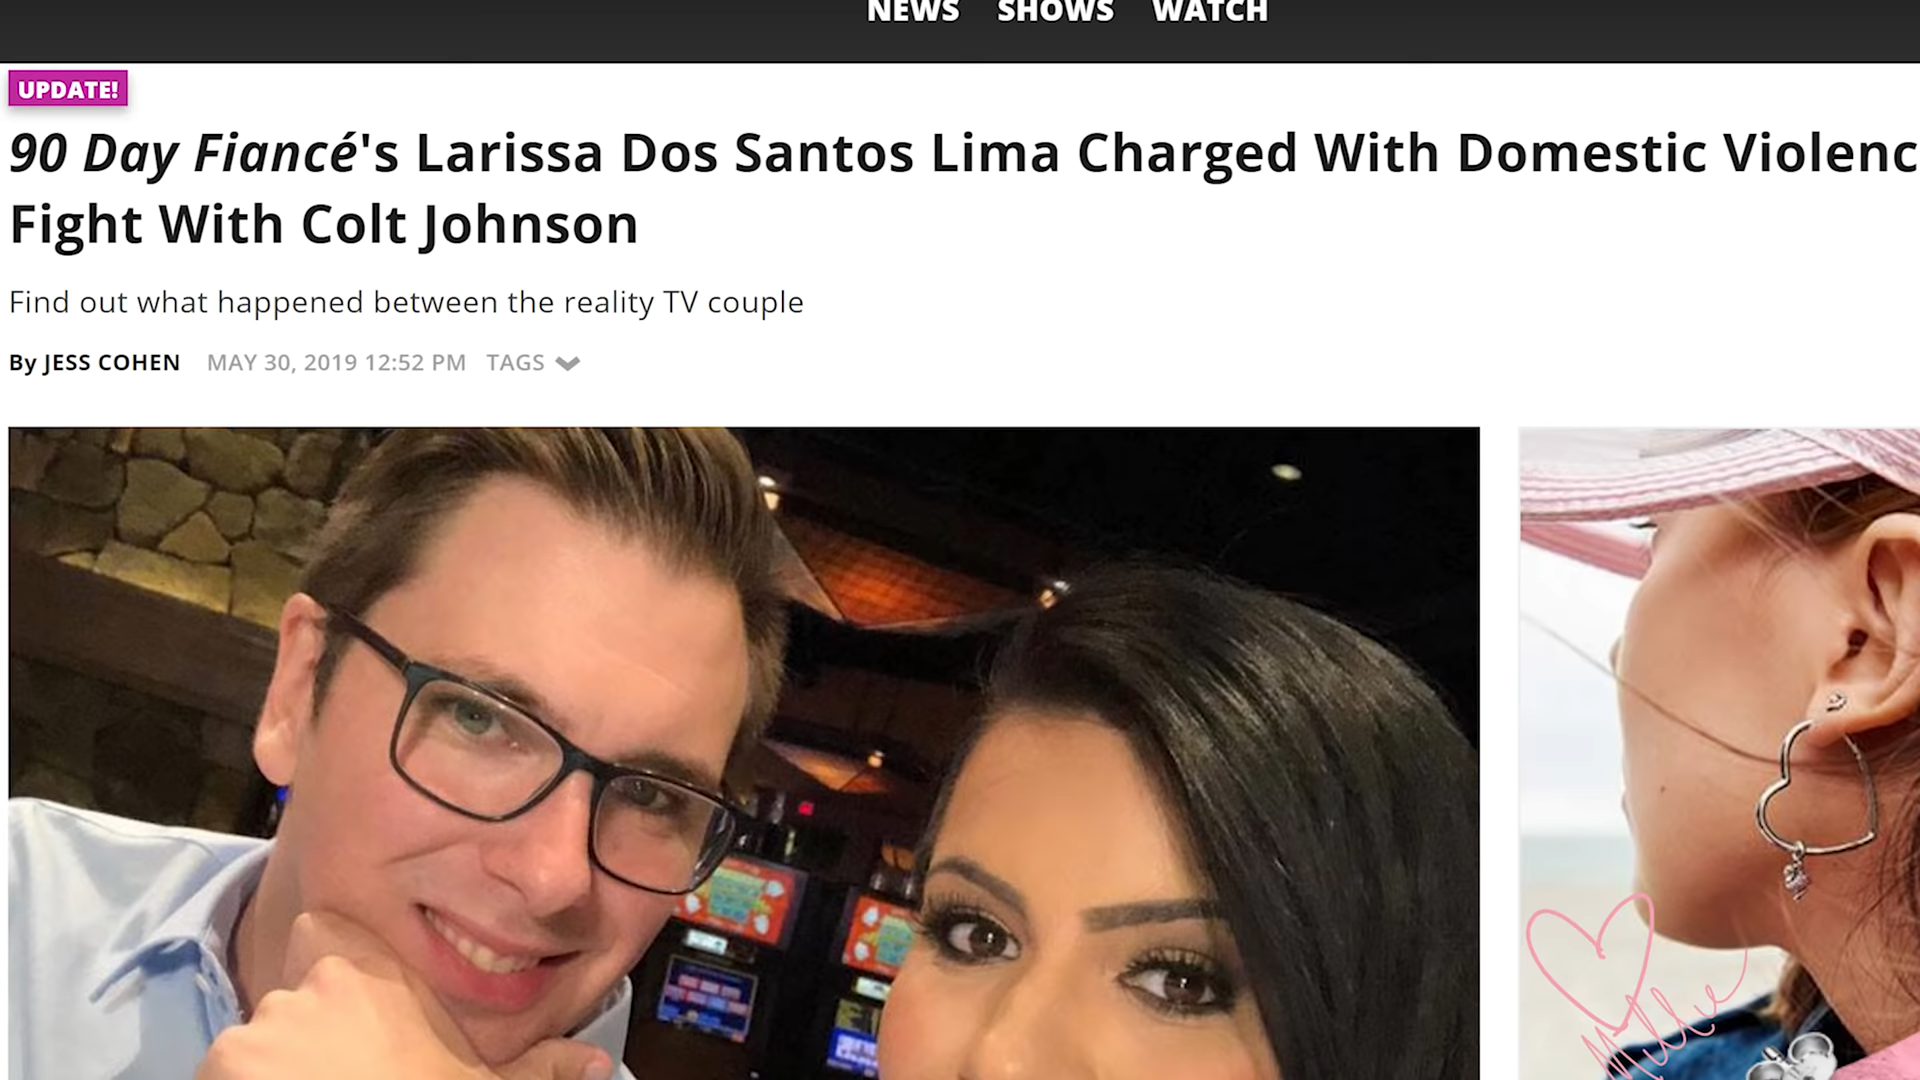 NEWS SHOWS WATCH
UPDATE!
90 Day Fiancé's Larissa Dos Santos Lima Charged With Domestic Violenc
Fight With Colt Johnson
Find out what happened between the reality TV couple
By JESS COHEN MAY 30, 2019 12:52 PM TAGS
Millie